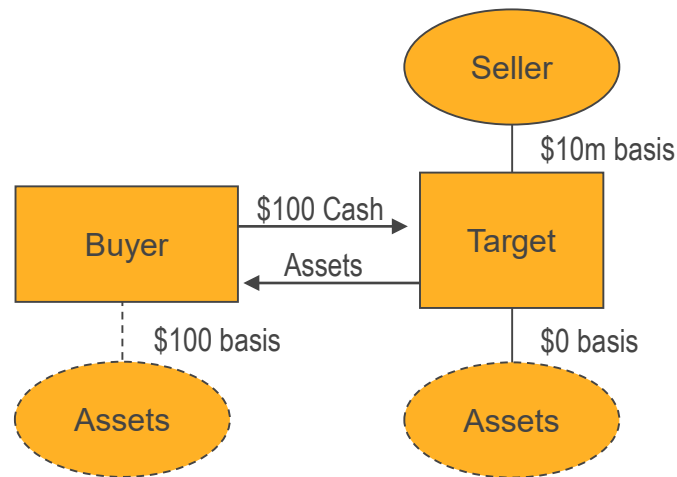 Seller
$10m basis
$100 Cash
Buyer
Target
Assets
$100 basis
$0 basis
Assets
Assets